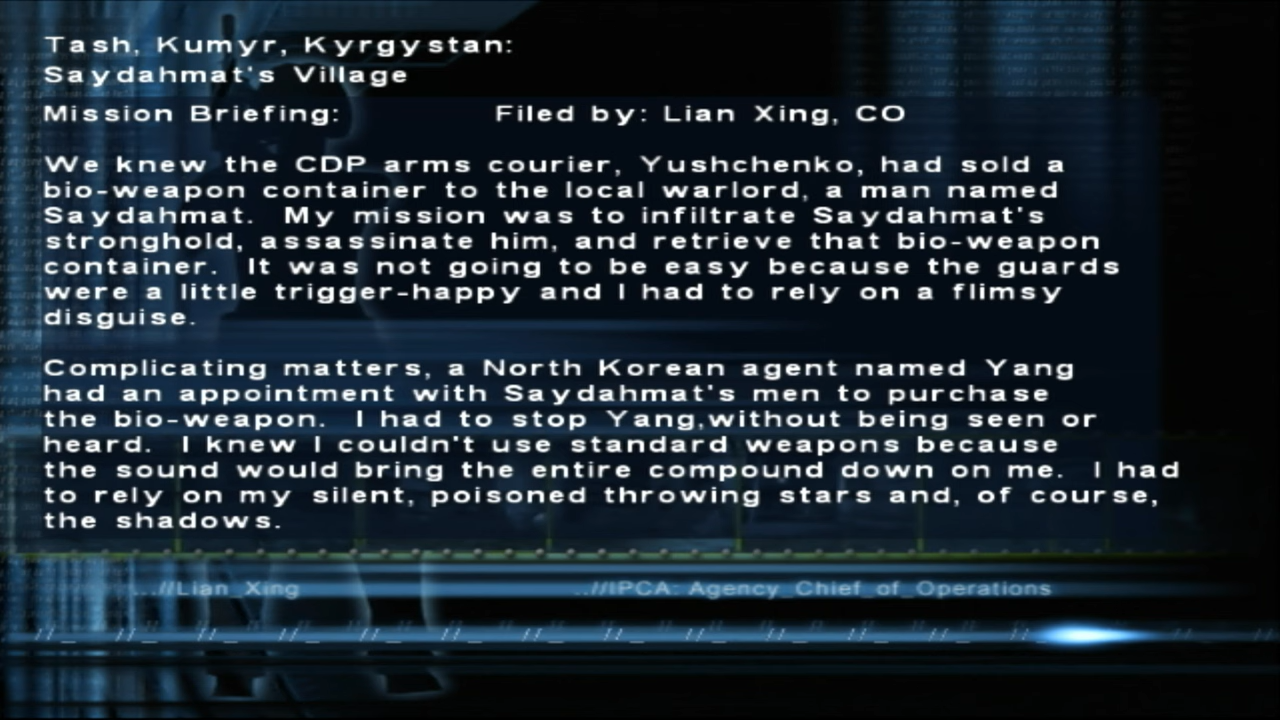 Tash, Kumyr, Kyrgystan:
Saydahmat's Village
Mission Briefing: Filed by: Lian Xing, CO
We knew the CDP arms courier, Yushchenko, had sold a
bio-weapon container to the local warlord, a man named
Saydahmat. My mission was to infiltrate Saydahmat's
stronghold, assassinate him, and retrieve that bio-weapon
container. It was not going to be easy because the guards
were a little trigger-happy and I had to rely on a flimsy
disguise.
Complicating matters, a North Korean agent named Yang
had an appointment with Saydahmat's men to purchase
the bio-weapon. I had to stop Yang,without being seen or
heard. I knew I couldn't use standard weapons because
the sound would bring the entire compound down on me. I had
to rely on my silent, poisoned throwing stars and, of course,
the shadows.
...//Lian_Xing ..//IPCA: Agency_Chief_of_Operations